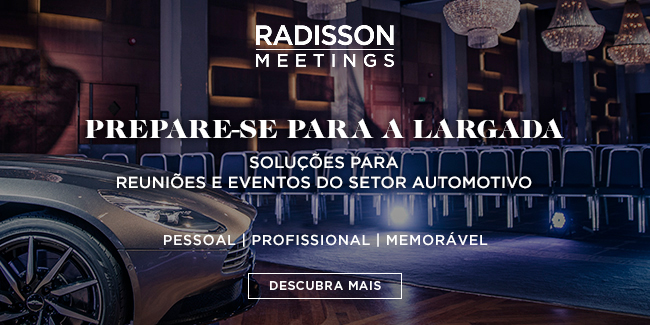 RADISSON
MEETINGS
PREPARE-SE PARA A LARGADA
SOLUÇÕES PARA
REUNIÕES E EVENTOS DO SETOR AUTOMOTIVO
PESSOAL | PROFISSIONAL | MEMORÁVEL
DESCUBRA MAIS